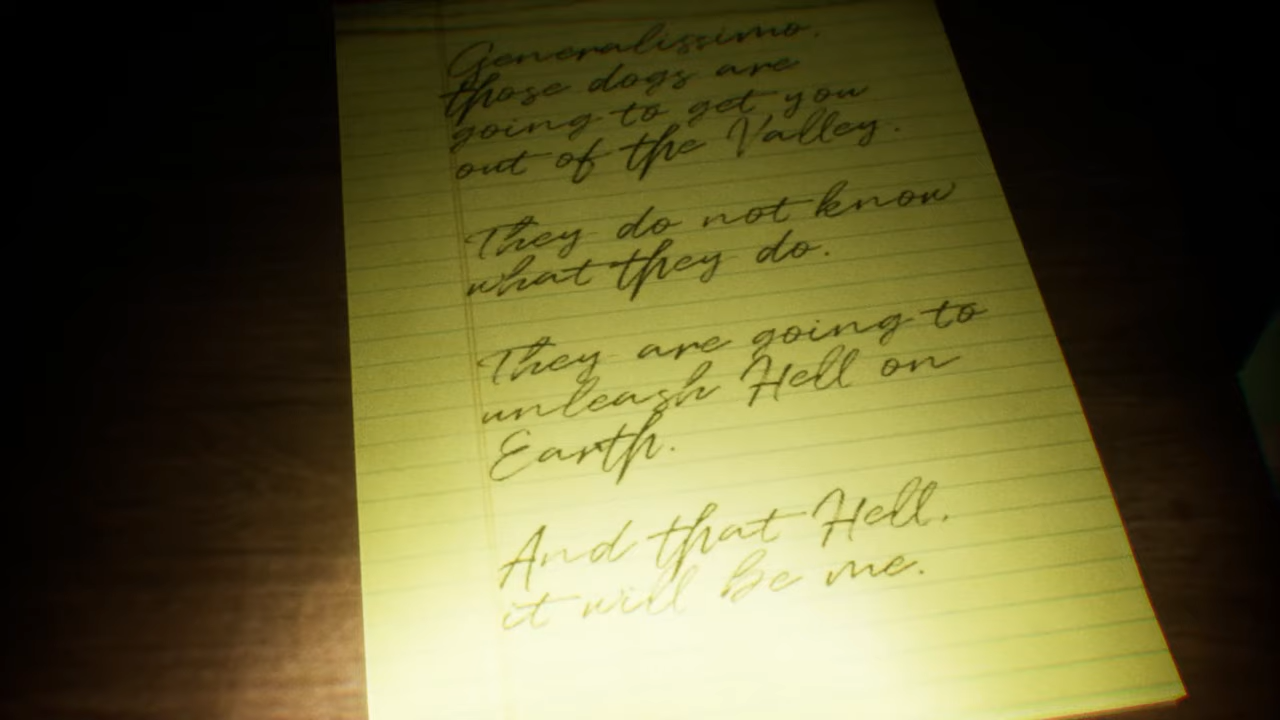 Generalissimo,
those dogs are
going to get you
out of the Valley.
They do not know
what they do.
They are going to
unleash Hell on
Earth.
And that Hell,
it will be me.